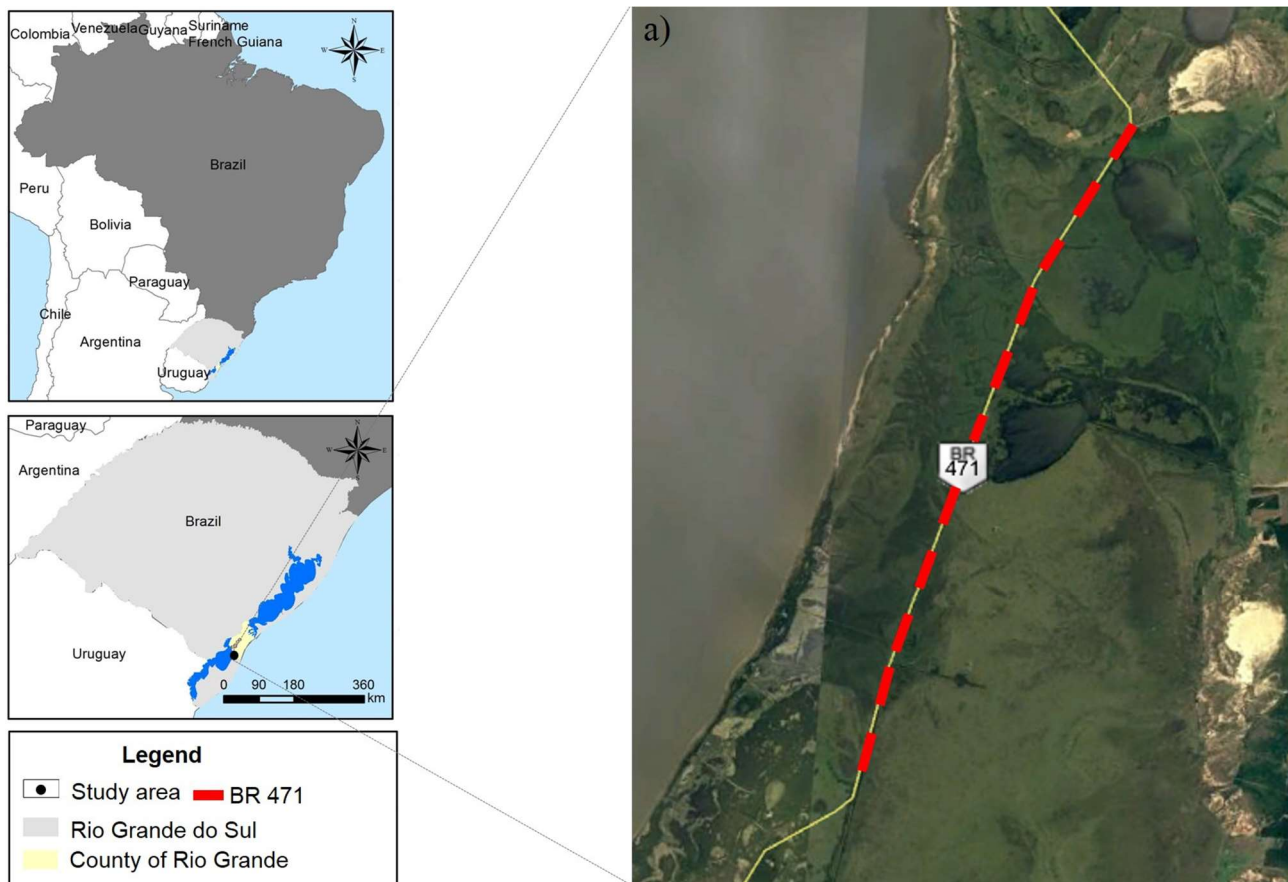 Colombia
Venezuela
Guyana
Suriname
French Guiana
N
W
E
S
Brazil
Peru
Bolivia
Paraguay
Chile
Argentina
Uruguay
Paraguay
N
W
E
Argentina
Brazil
Uruguay
0 90 180 360
km
Legend
Study area
BR 471
Rio Grande do Sul
County of Rio Grande
a)
BR
471